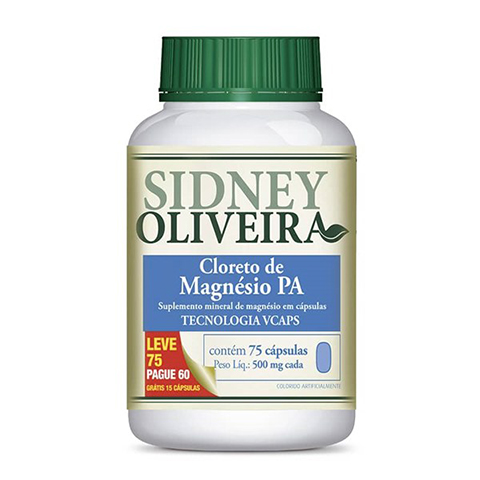 SIDNEY
OLIVEIRA
Cloreto de
Magnésio PA
Suplemento mineral de magnésio em cápsulas
TECNOLOGIA VCAPS
LEVE
75
PAGUE 60
GRÁTIS 15 CÁPSULAS
contém 75 cápsulas
Peso Líq.: 500 mg cada
COLORIDO ARTIFICIALMENTE